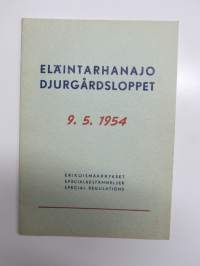 ELÄINTARHANAJO
DJURGÅRDSLOPPET
9. 5. 1954
ERIKOISMÄÄRÄYKSET
SPECIALBESTÄMMELSER
SPECIAL REGULATIONS